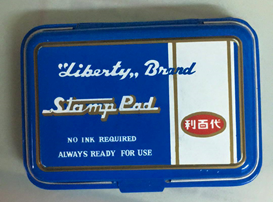 "Liberty,, Brand
Stamp Pad
利百代
NO INK REQUIRED
ALWAYS READY FOR USE